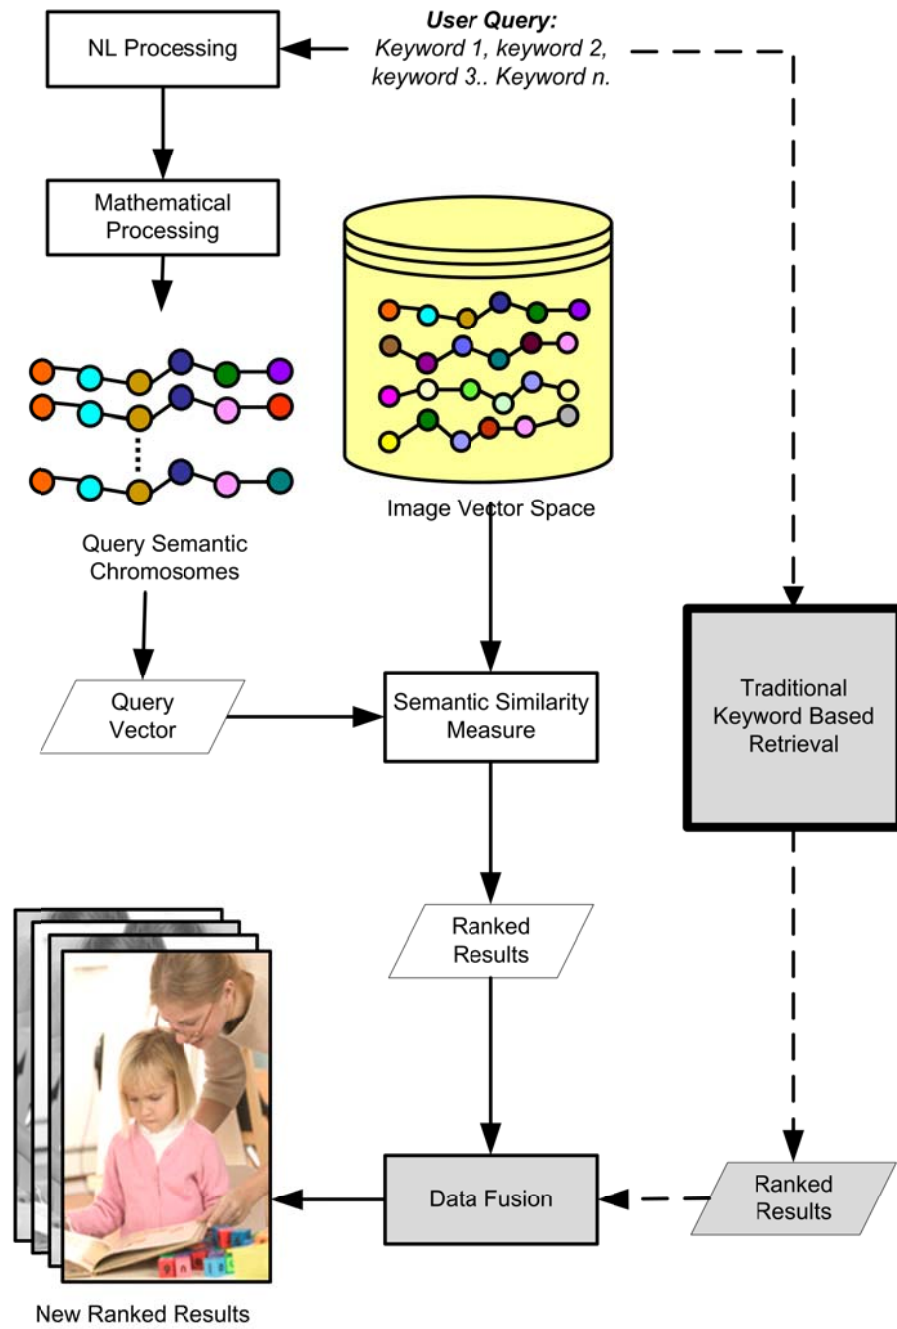 User Query:
Keyword 1, keyword 2,
keyword 3.. Keyword n.
NL Processing
Mathematical
Processing
Image Vector Space
Query Semantic
Chromosomes
Query
Vector
Semantic Similarity
Measure
Traditional
Keyword Based
Retrieval
Ranked
Results
Data Fusion
Ranked
Results
New Ranked Results